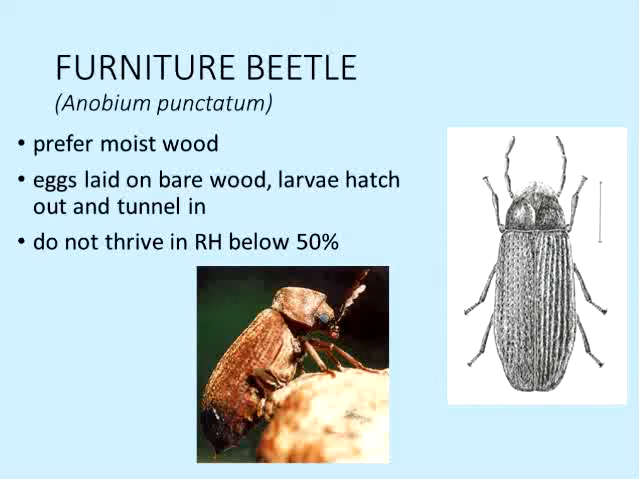 FURNITURE BEETLE
(Anobium punctatum)
• prefer moist wood
• eggs laid on bare wood, larvae hatch
out and tunnel in
• do not thrive in RH below 50%